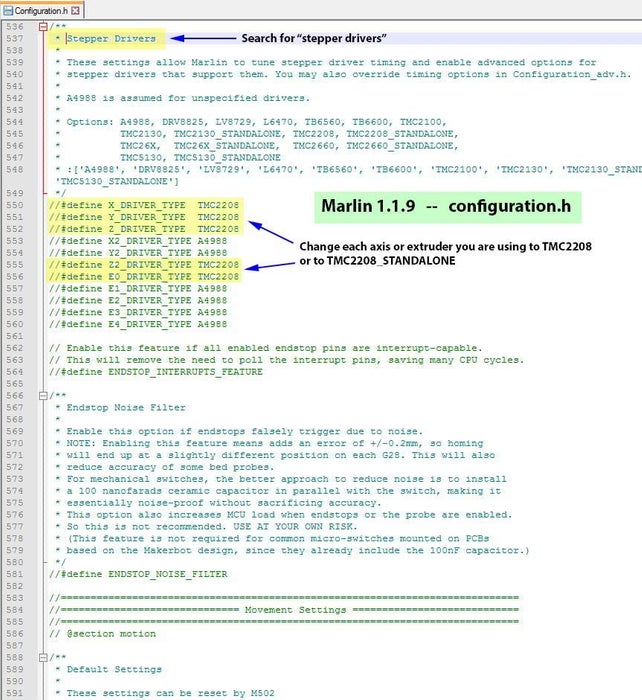 Configuration.h
536 /**
537 * Stepper Drivers
Search for "stepper drivers"
538 *
539 * These settings allow Marlin to tune stepper driver timing and enable advanced options for
540 * stepper drivers that support them. You may also override timing options in Configuration_adv.h.
541 *
542 * A4988 is assumed for unspecified drivers.
543 *
544 * Options: A4988, DRV8825, LV8729, L6470, TB6560, TB6600, TMC2100,
545 * TMC2130, TMC2130_STANDALONE, TMC2208, TMC2208_STANDALONE,
546 * TMC26X, TMC26X_STANDALONE, TMC2660, TMC2660_STANDALONE,
547 * TMC5130, TMC5130_STANDALONE
548 * :['A4988', 'DRV8825', 'LV8729', 'L6470', 'TB6560', 'TB6600', 'TMC2100', 'TMC2130', 'TMC2130_STAND
'TMC5130_STANDALONE']
549 */
550 //#define X_DRIVER_TYPE TMC2208
Marlin 1.1.9 -- configuration.h
551 //#define Y_DRIVER_TYPE TMC2208
552 //#define Z_DRIVER_TYPE TMC2208
553 //#define X2_DRIVER_TYPE A4988
Change each axis or extruder you are using to TMC2208
or to TMC2208_STANDALONE
554 //#define Y2_DRIVER_TYPE A4988
555 //#define Z2_DRIVER_TYPE TMC2208
556 //#define E0_DRIVER_TYPE TMC2208
557 //#define E1_DRIVER_TYPE A4988
558 //#define E2_DRIVER_TYPE A4988
559 //#define E3_DRIVER_TYPE A4988
560 //#define E4_DRIVER_TYPE A4988
561
562 // Enable this feature if all enabled endstop pins are interrupt-capable.
563 // This will remove the need to poll the interrupt pins, saving many CPU cycles.
564 //#define ENDSTOP_INTERRUPTS_FEATURE
565
566 /**
567 * Endstop Noise Filter
568 *
569 * Enable this option if endstops falsely trigger due to noise.
570 * NOTE: Enabling this feature means adds an error of +/-0.2mm, so homing
571 * will end up at a slightly different position on each G28. This will also
572 * reduce accuracy of some bed probes.
573 * For mechanical switches, the better approach to reduce noise is to install
574 * a 100 nanofarads ceramic capacitor in parallel with the switch, making it
575 * essentially noise-proof without sacrificing accuracy.
576 * This option also increases MCU load when endstops or the probe are enabled.
577 * So this is not recommended. USE AT YOUR OWN RISK.
578 * (This feature is not required for common micro-switches mounted on PCBs
579 * based on the Makerbot design, since they already include the 100nF capacitor.)
580 */
581 //#define ENDSTOP_NOISE_FILTER
582
583 //=============================================================================
584 //============================== Movement Settings ============================
585 //=============================================================================
586 // @section motion
587
588 /**
589 * Default Settings
590 *
591 * These settings can be reset by M502